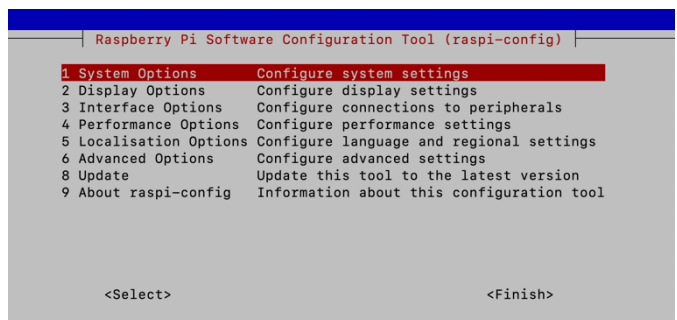 Raspberry Pi Software Configuration Tool (raspi-config)
1 System Options Configure system settings
2 Display Options Configure display settings
3 Interface Options Configure connections to peripherals
4 Performance Options Configure performance settings
5 Localisation Options Configure language and regional settings
6 Advanced Options Configure advanced settings
8 Update Update this tool to the latest version
9 About raspi-config Information about this configuration tool
<Select> <Finish>